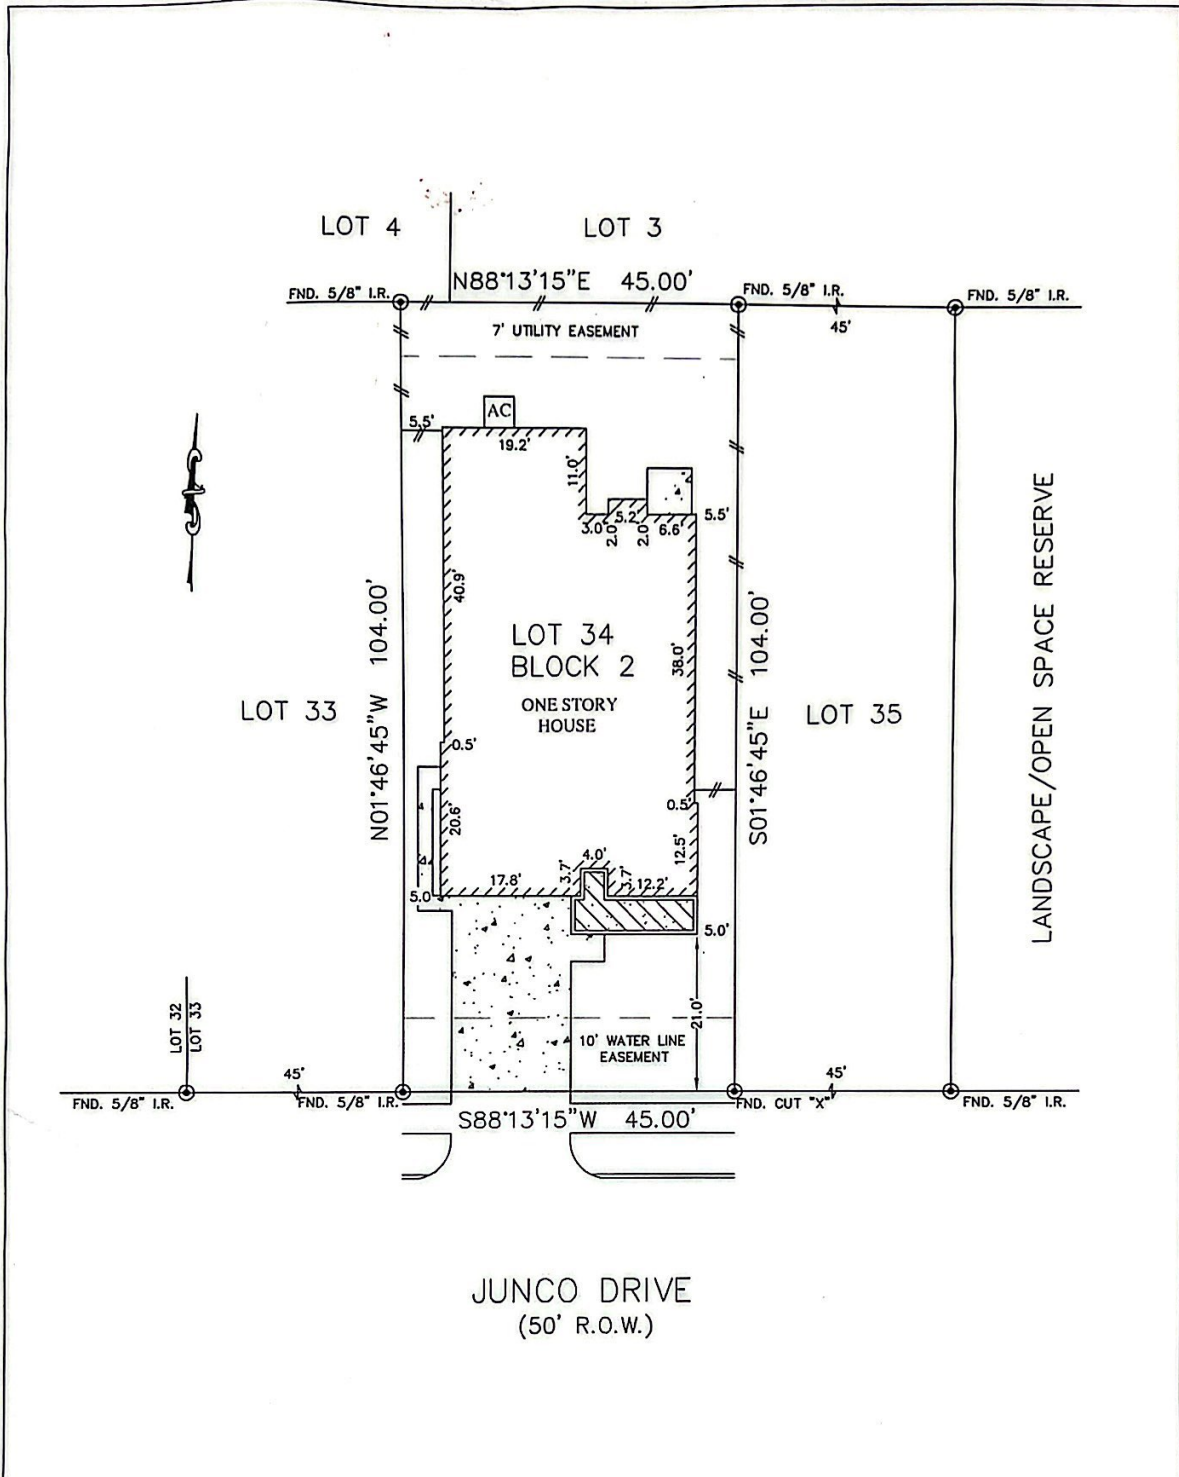 LOT 4
LOT 3
N88°13'15"E 45.00'
FND. 5/8" I.R.
FND. 5/8" I.R.
FND. 5/8" I.R.
45'
7' UTILITY EASEMENT
AC
5.5'
19.2'
11.0'
3.0'
2.0'
5.2'
2.0'
6.6'
5.5'
40.9'
N01°46'45"W 104.00'
LOT 34
BLOCK 2
ONE STORY
HOUSE
38.0'
S01°46'45"E 104.00'
LOT 33
LOT 35
LANDSCAPE/OPEN SPACE RESERVE
0.5'
0.5'
20.6'
12.5'
4.0'
3.7'
3.7'
17.8'
12.2'
5.0'
5.0'
21.0'
10' WATER LINE
EASEMENT
LOT 32
LOT 33
45'
45'
FND. 5/8" I.R.
FND. 5/8" I.R.
FND. CUT "X"
FND. 5/8" I.R.
S88°13'15"W 45.00'
JUNCO DRIVE
(50' R.O.W.)